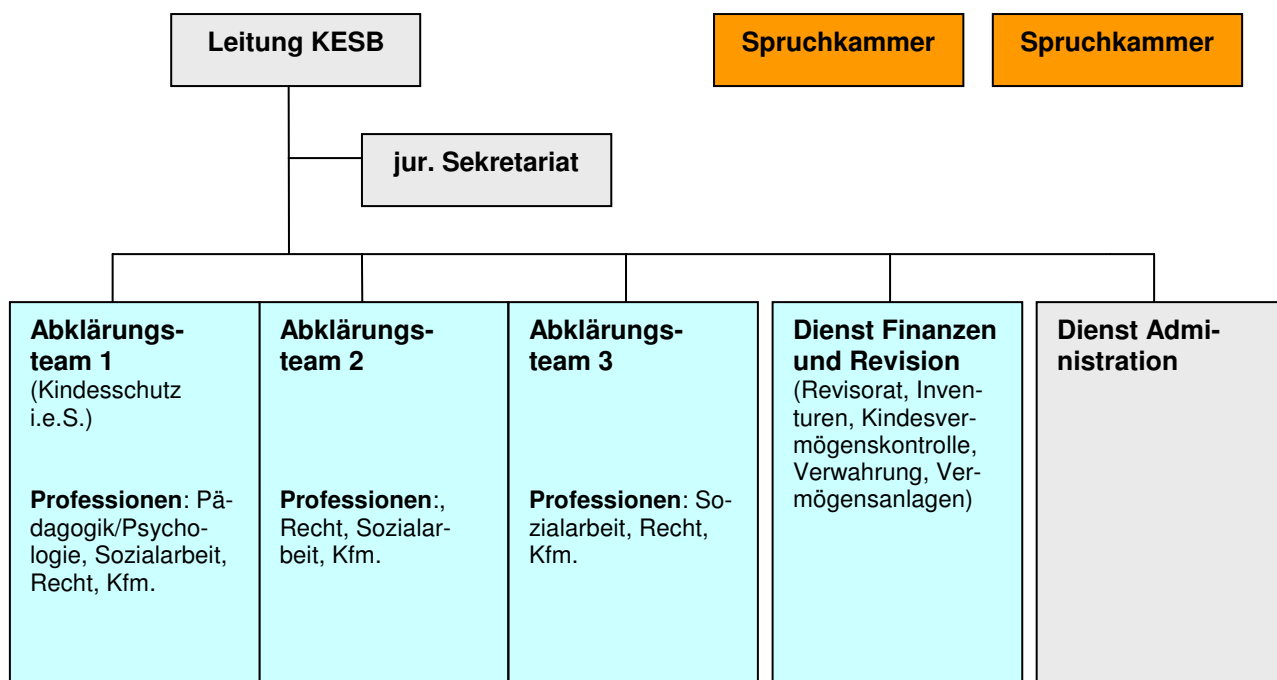 Leitung KESB
Spruchkammer
Spruchkammer
jur. Sekretariat
Abklärungs-
team 1
(Kindesschutz
i.e.S.)
Professionen: Pä-
dagogik/Psycho-
logie, Sozialarbeit,
Recht, Kfm.
Abklärungs-
team 2
Professionen:,
Recht, Sozialar-
beit, Kfm.
Abklärungs-
team 3
Professionen: So-
zialarbeit, Recht,
Kfm.
Dienst Finanzen
und Revision
(Revisorat, Inven-
turen, Kindesver-
mögenskontrolle,
Verwahrung, Ver-
mögensanlagen)
Dienst Admi-
nistration